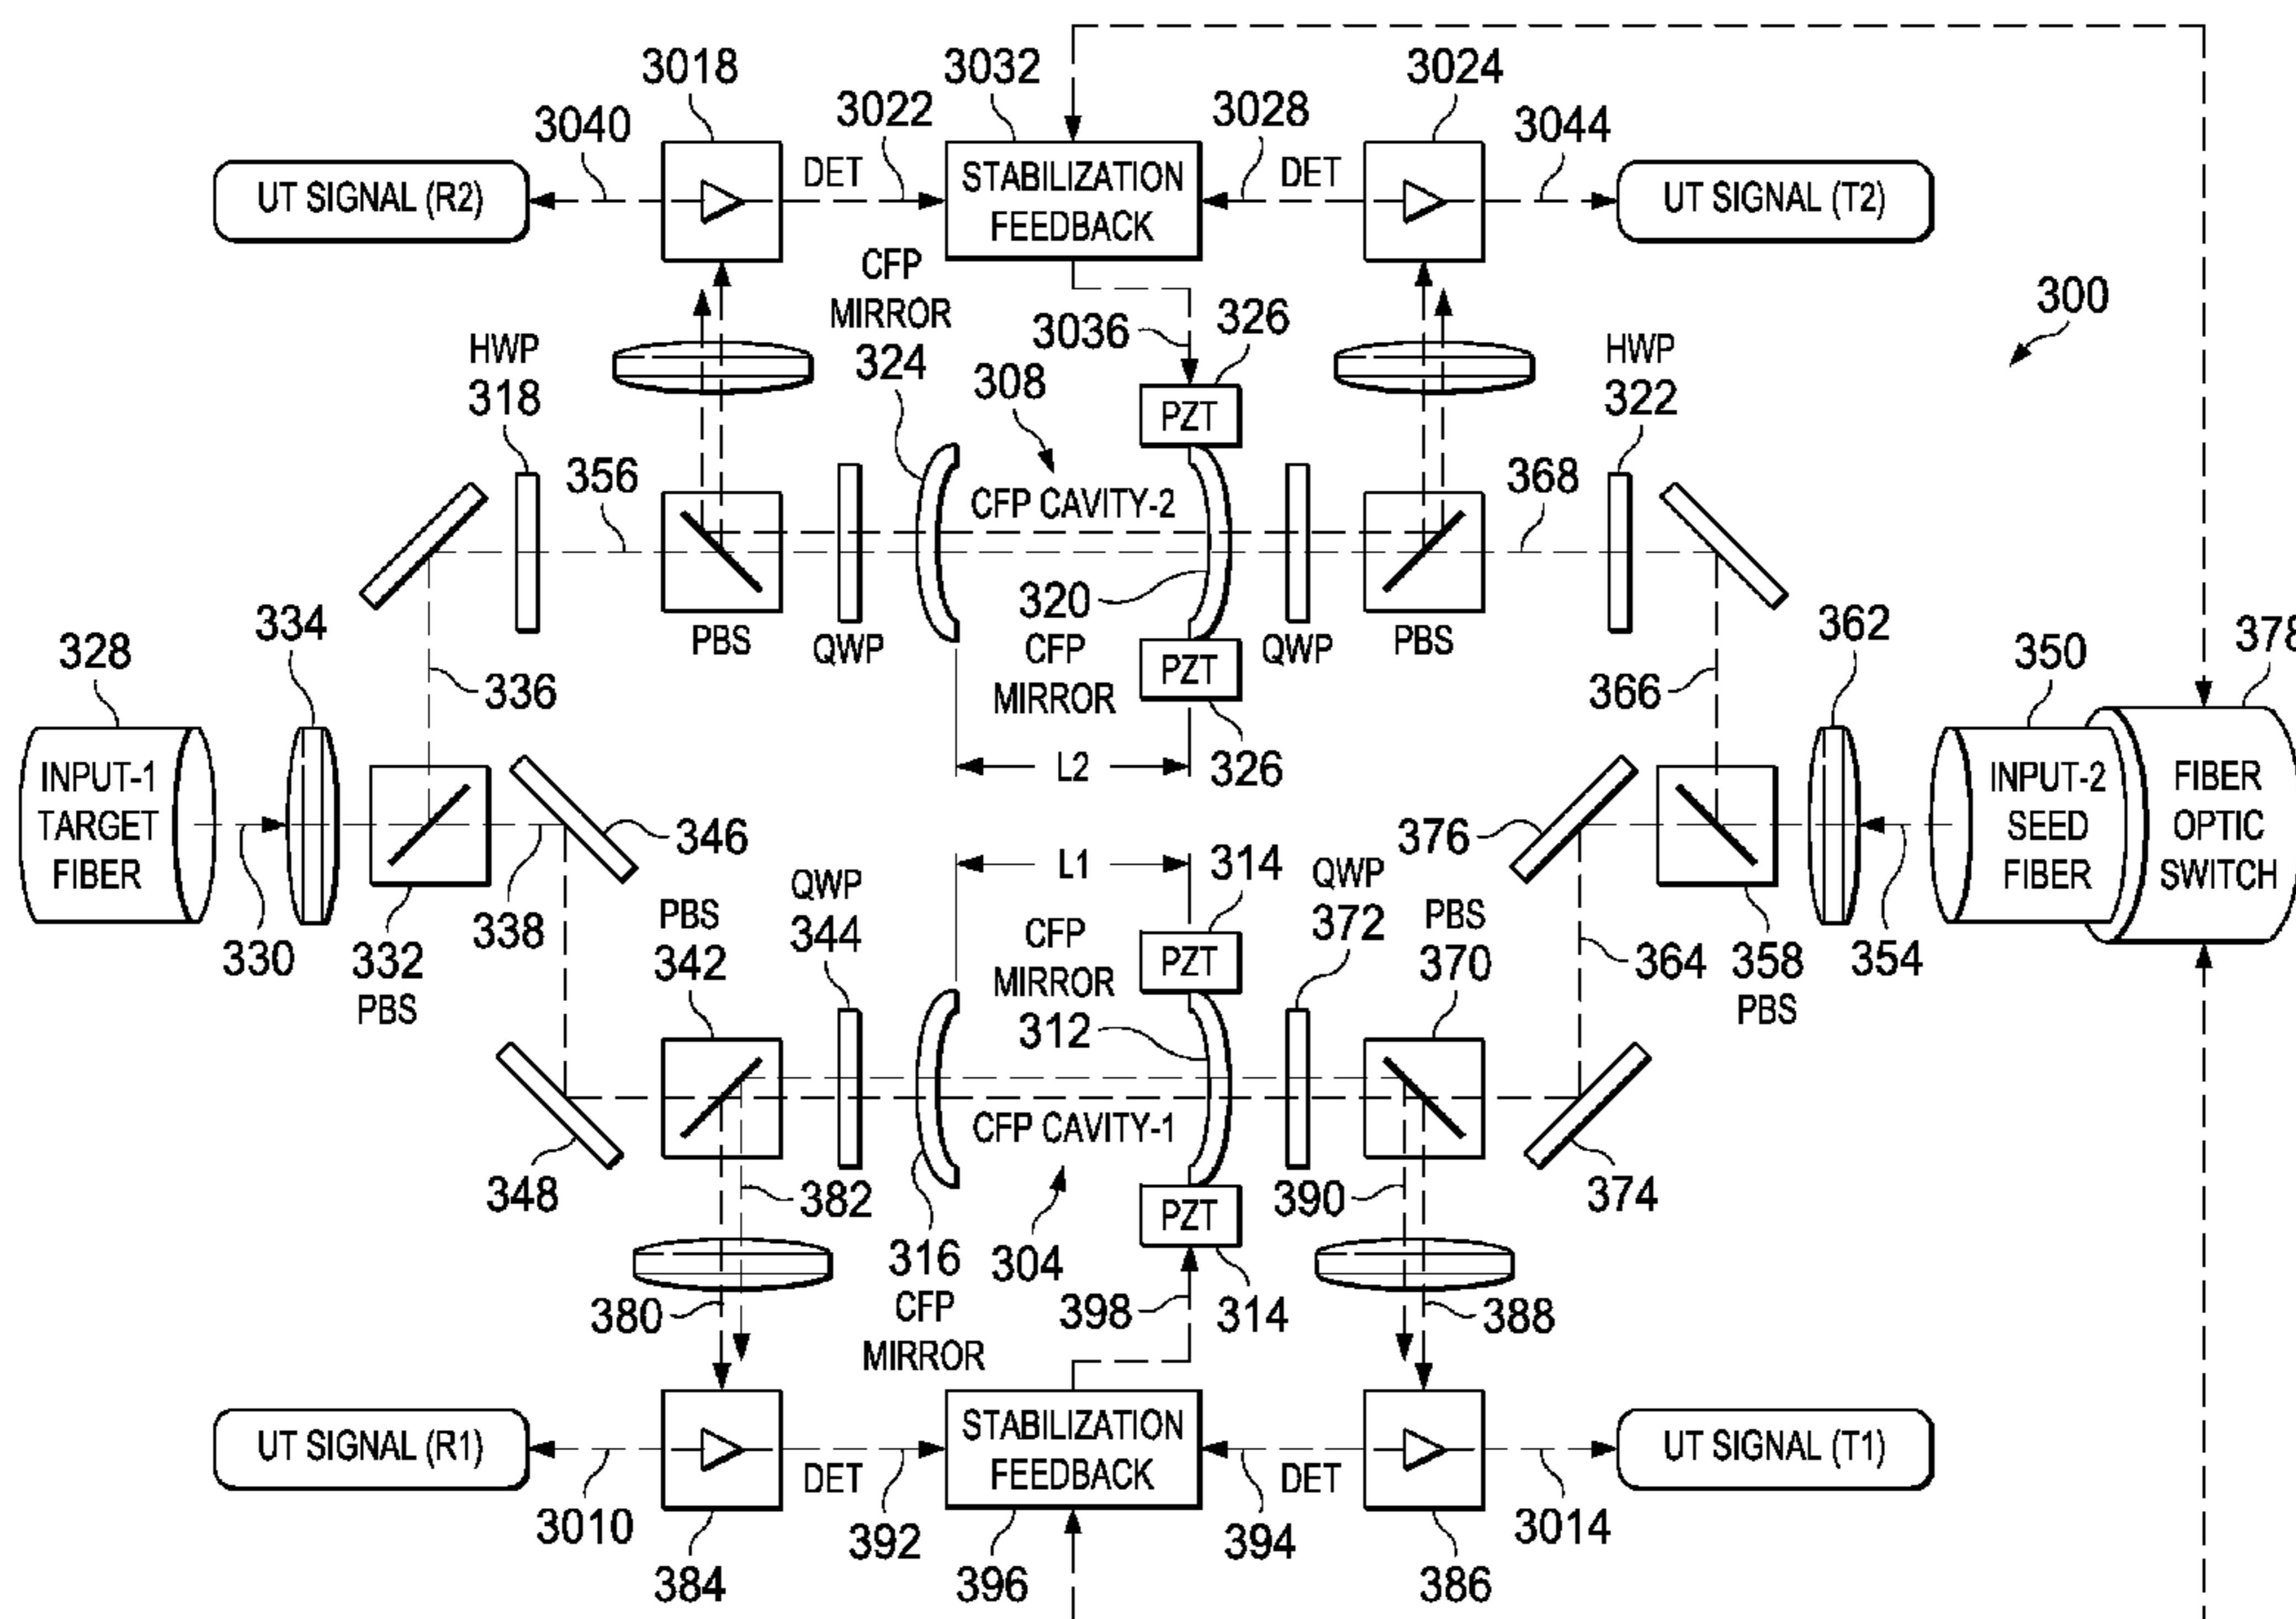 3018
3032
3024
3040
3022
3028
3044
DET
DET
UT SIGNAL (R2)
STABILIZATION
FEEDBACK
UT SIGNAL (T2)
CFP
MIRROR
324
3036
326
300
HWP
318
308
HWP
322
PZT
356
CFP CAVITY-2
368
320
CFP
MIRROR
PBS
QWP
PZT
QWP
PBS
334
362
328
336
366
350
378
326
L2
INPUT-1
TARGET
FIBER
346
376
INPUT-2
SEED
FIBER
FIBER
OPTIC
SWITCH
L1
314
330
332
PBS
338
PBS
342
QWP
344
CFP
MIRROR
312
PZT
QWP
372
PBS
370
364
358
PBS
354
CFP CAVITY-1
348
382
390
374
PZT
316
CFP
MIRROR
304
380
398
314
388
UT SIGNAL (R1)
STABILIZATION
FEEDBACK
UT SIGNAL (T1)
DET
DET
3010
392
394
3014
384
396
386